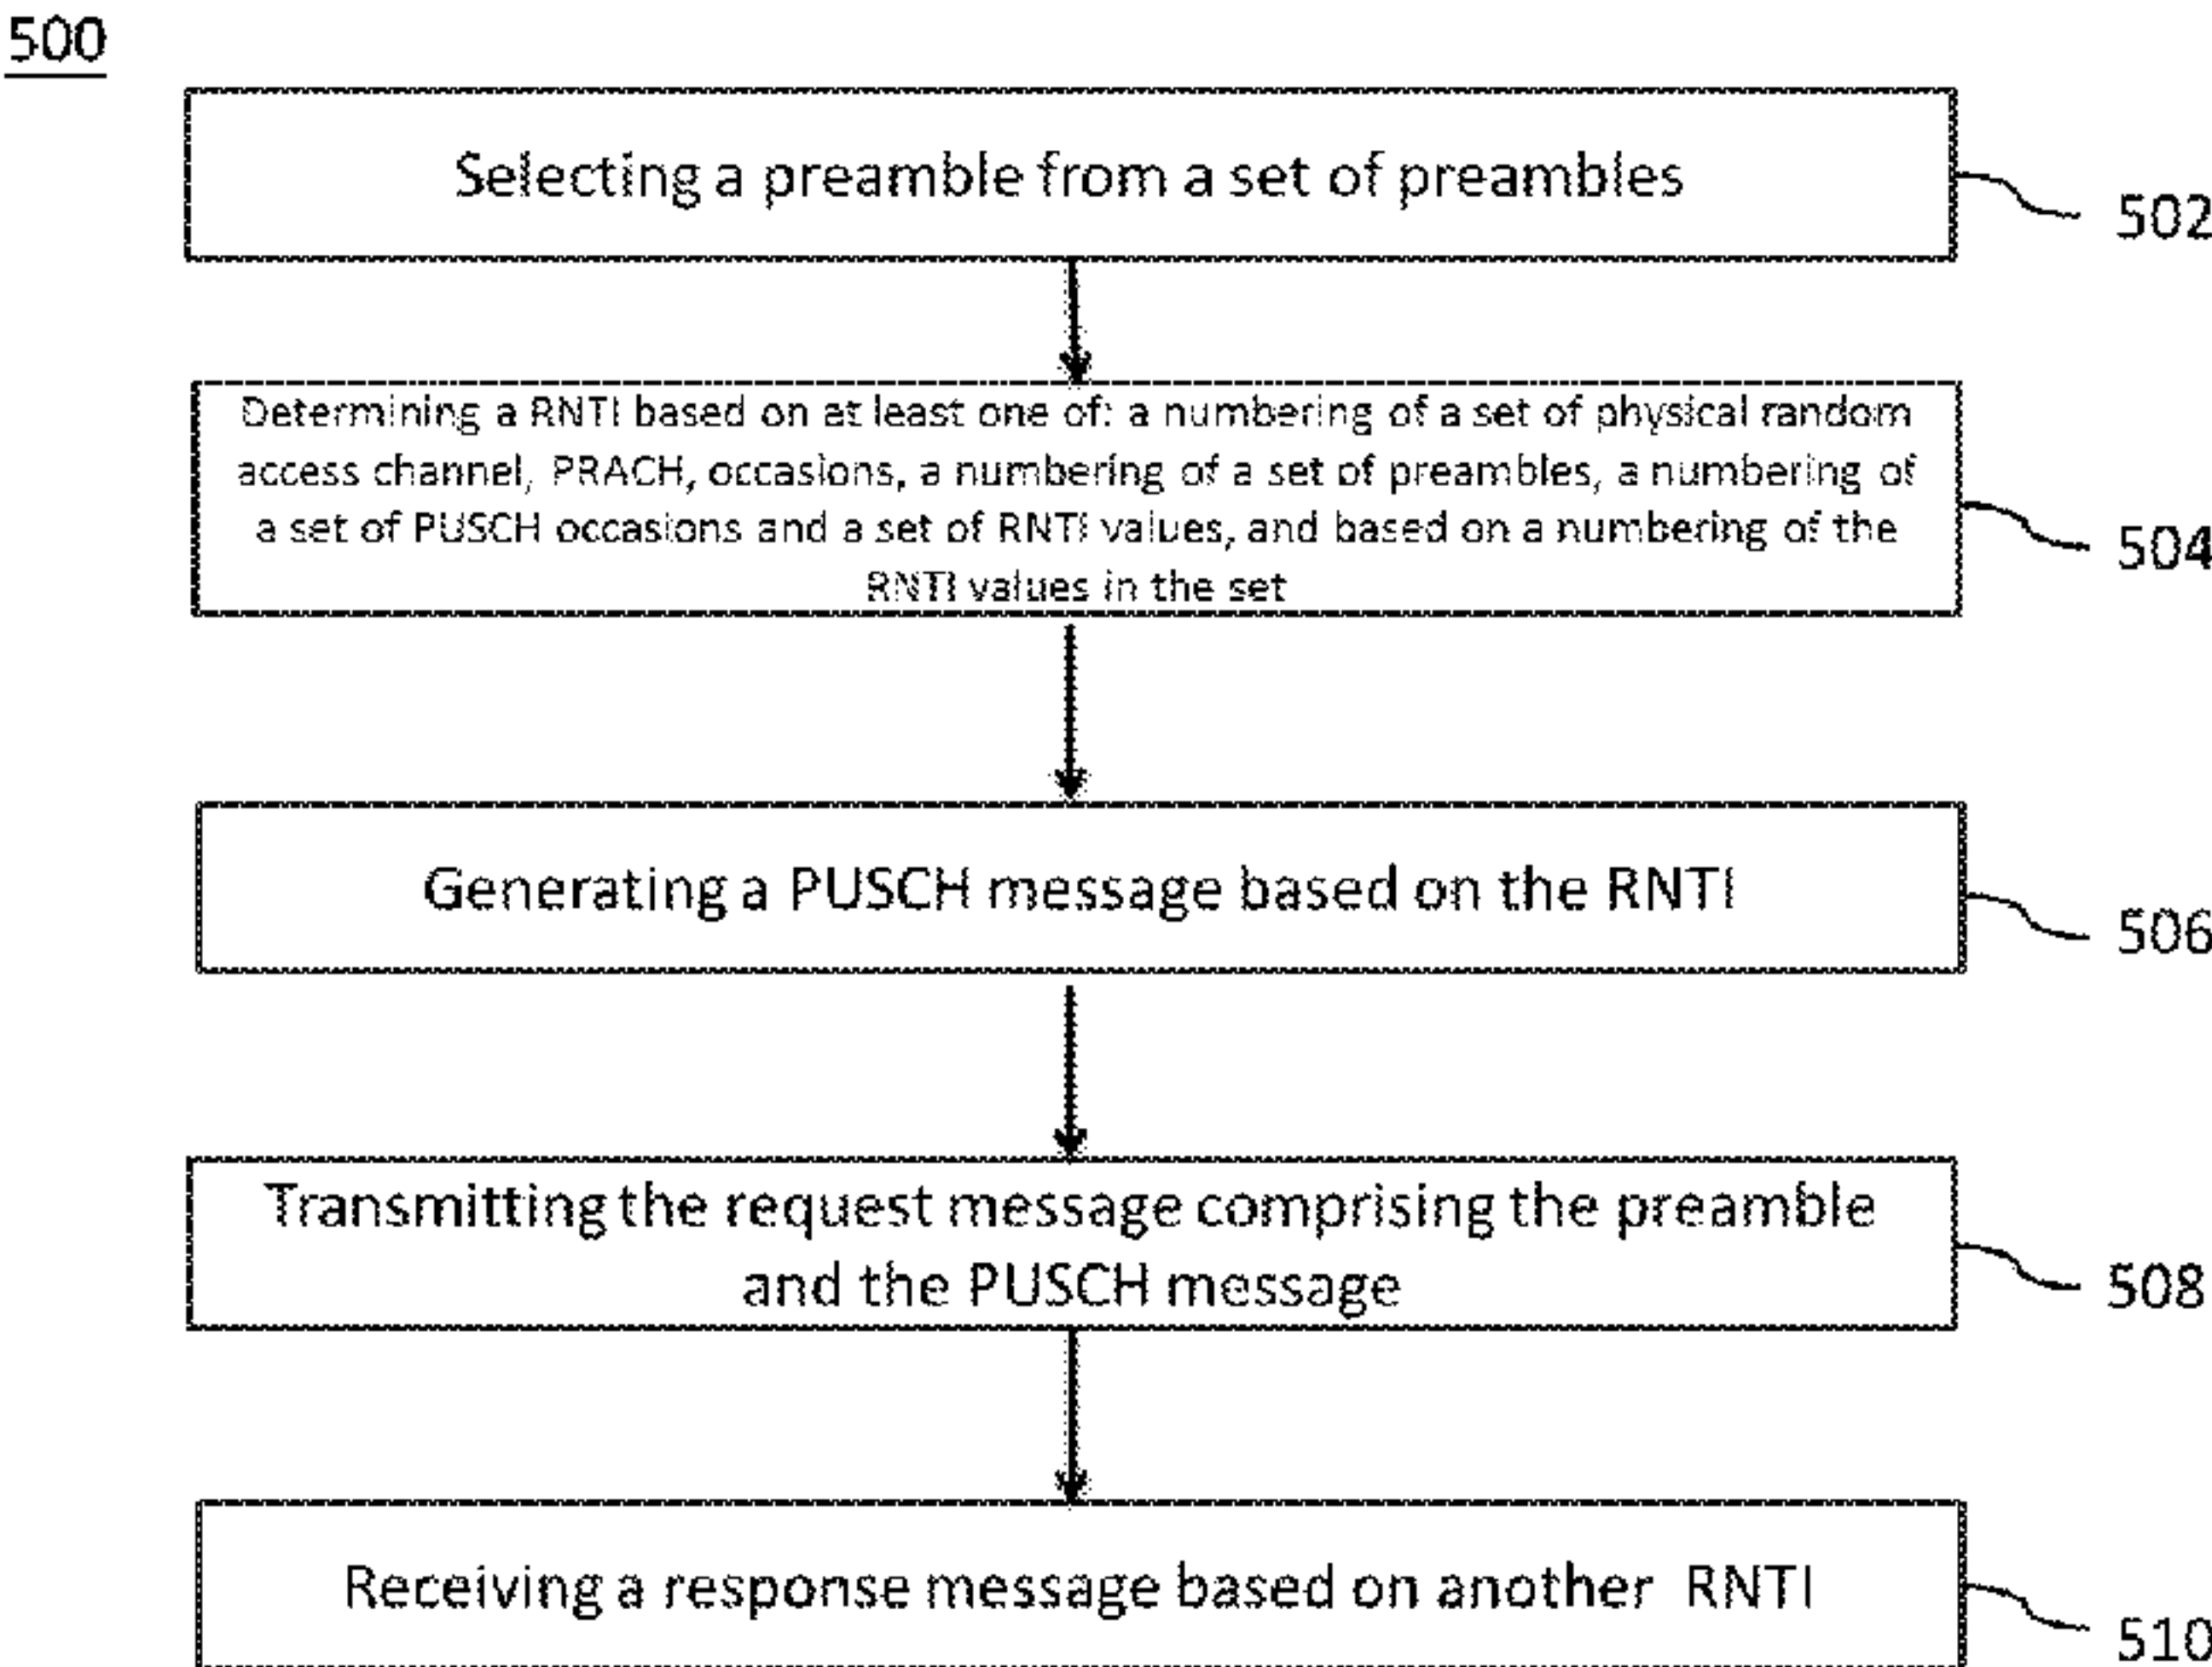 500
Selecting a preamble from a set of preambles
502
Determining a RNTI based on at least one of: a numbering of a set of physical random
access channel, PRACH, occasions, a numbering of a set of preambles, a numbering of
a set of PUSCH occasions and a set of RNTI values, and based on a numbering of the
RNTI values in the set
504
Generating a PUSCH message based on the RNTI
506
Transmitting the request message comprising the preamble
and the PUSCH message
508
Receiving a response message based on another RNTI
510